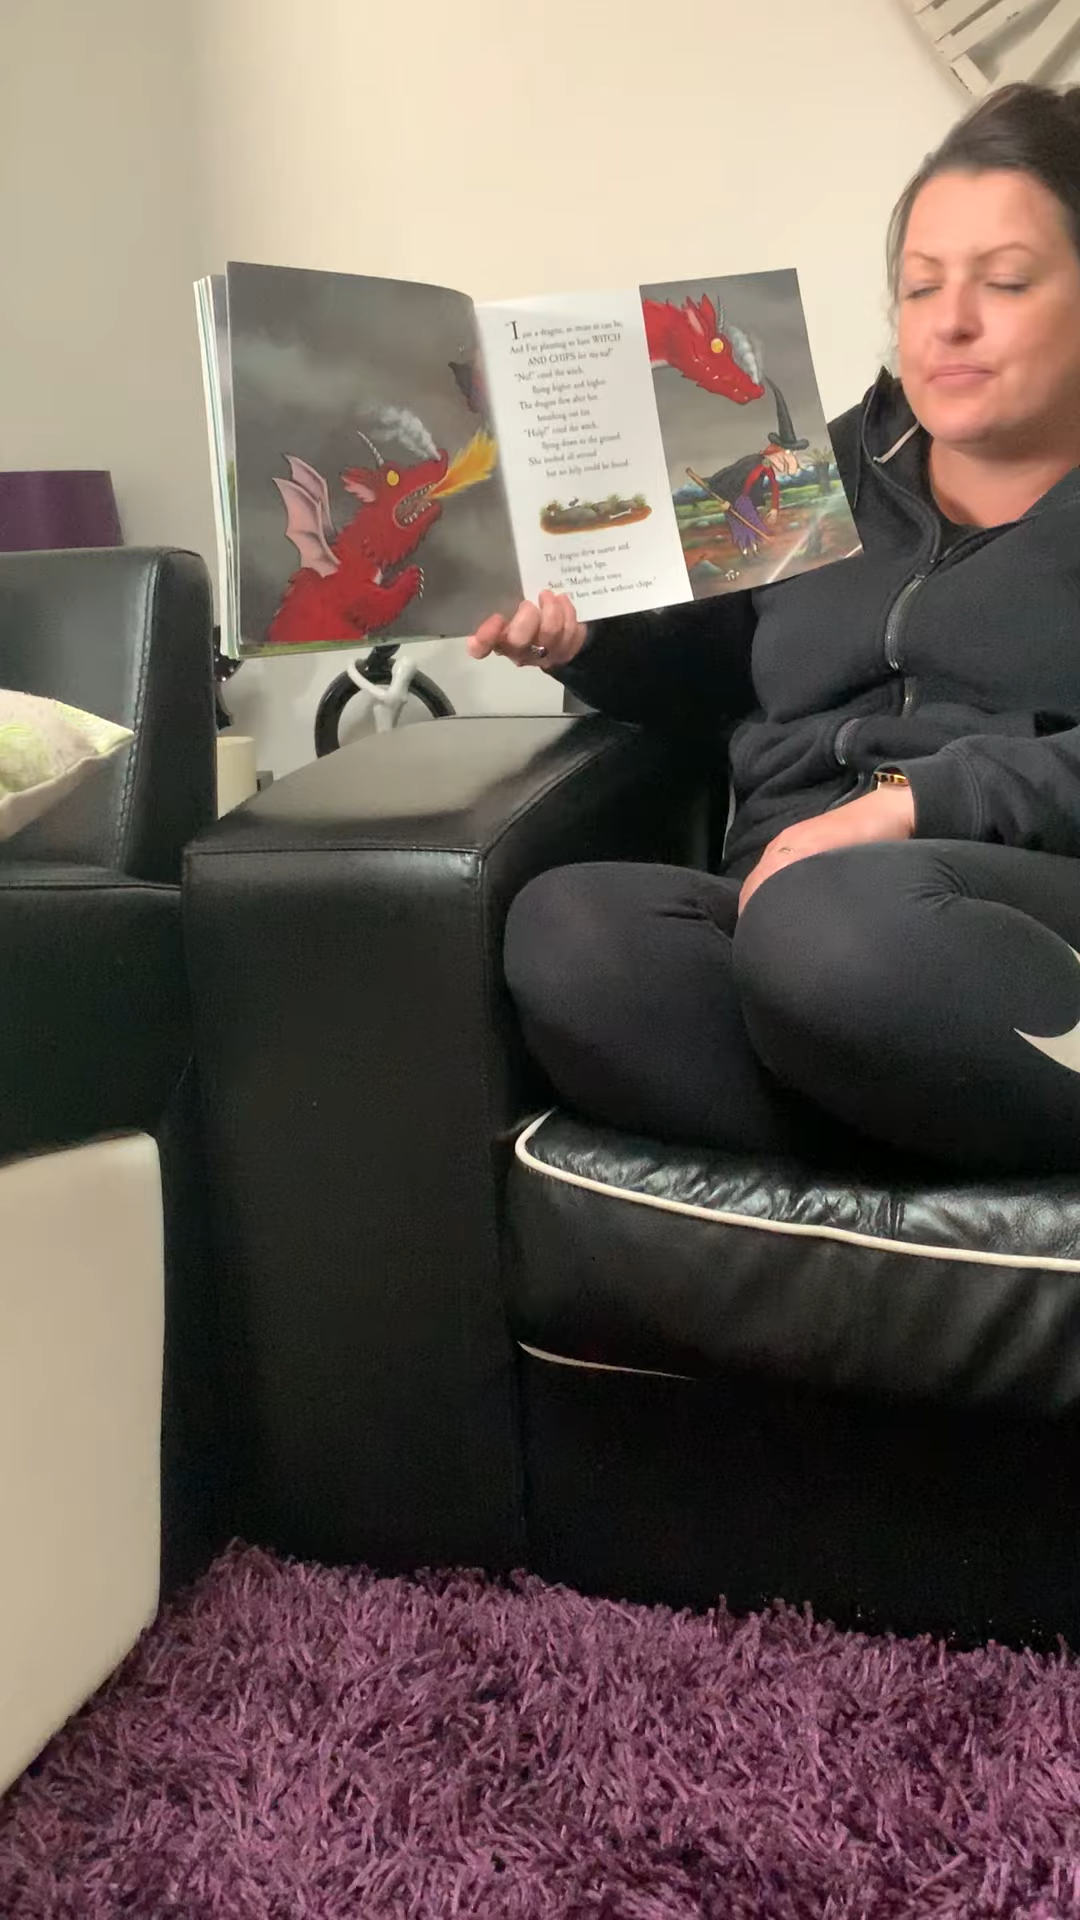 "I am a dragon, as mean as can be,
And I'm planning to have WITCH
AND CHIPS for my tea!"
"No!" cried the witch,
flying higher and higher.
The dragon flew after her,
breathing out fire.
"Help!" cried the witch,
flying down to the ground.
She looked all around
but no help could be found.
The dragon drew nearer and,
licking his lips,
Said, "Maybe this time
I'll have witch without chips."